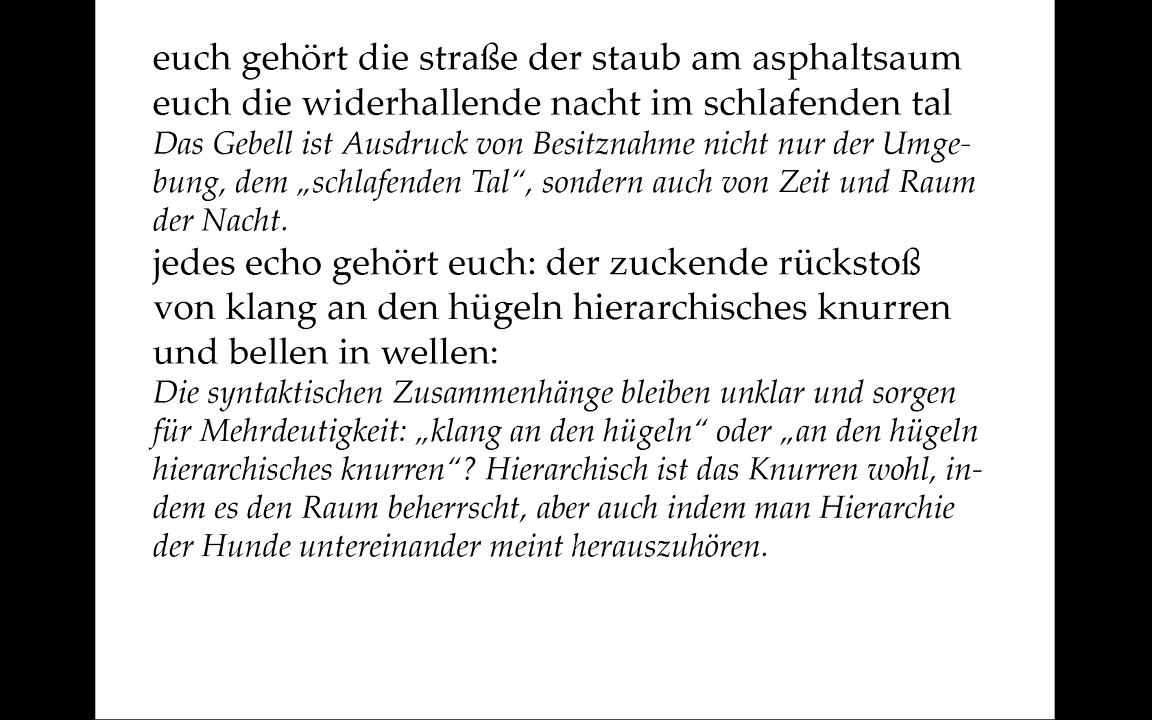 euch gehört die straße der staub am asphaltsaum
euch die widerhallende nacht im schlafenden tal
Das Gebell ist Ausdruck von Besitznahme nicht nur der Umge-
bung, dem „schlafenden Tal“, sondern auch von Zeit und Raum
der Nacht.
jedes echo gehört euch: der zuckende rückstoß
von klang an den hügeln hierarchisches knurren
und bellen in wellen:
Die syntaktischen Zusammenhänge bleiben unklar und sorgen
für Mehrdeutigkeit: „klang an den hügeln“ oder „an den hügeln
hierarchisches knurren“? Hierarchisch ist das Knurren wohl, in-
dem es den Raum beherrscht, aber auch indem man Hierarchie
der Hunde untereinander meint herauszuhören.